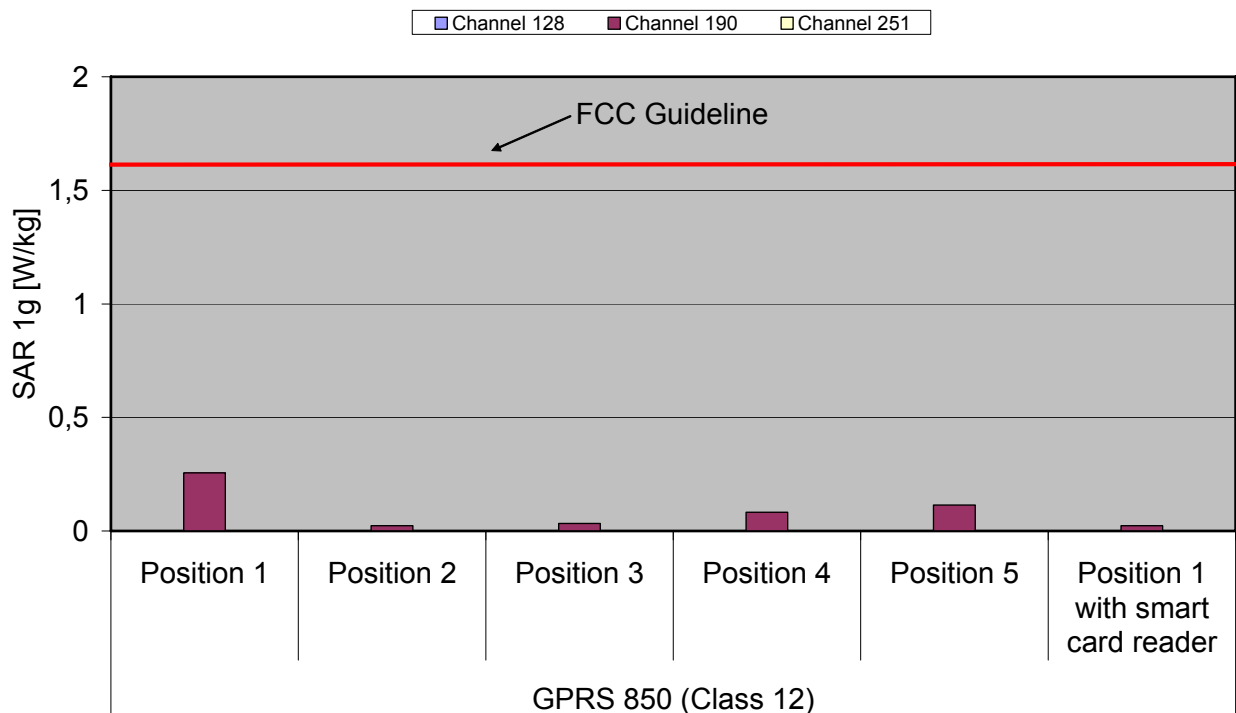 Channel 128 Channel 190 Channel 251
2
FCC Guideline
1,5
SAR 1g [W/kg]
1
0,5
0
Position 1 Position 2 Position 3 Position 4 Position 5 Position 1
with smart
card reader
GPRS 850 (Class 12)